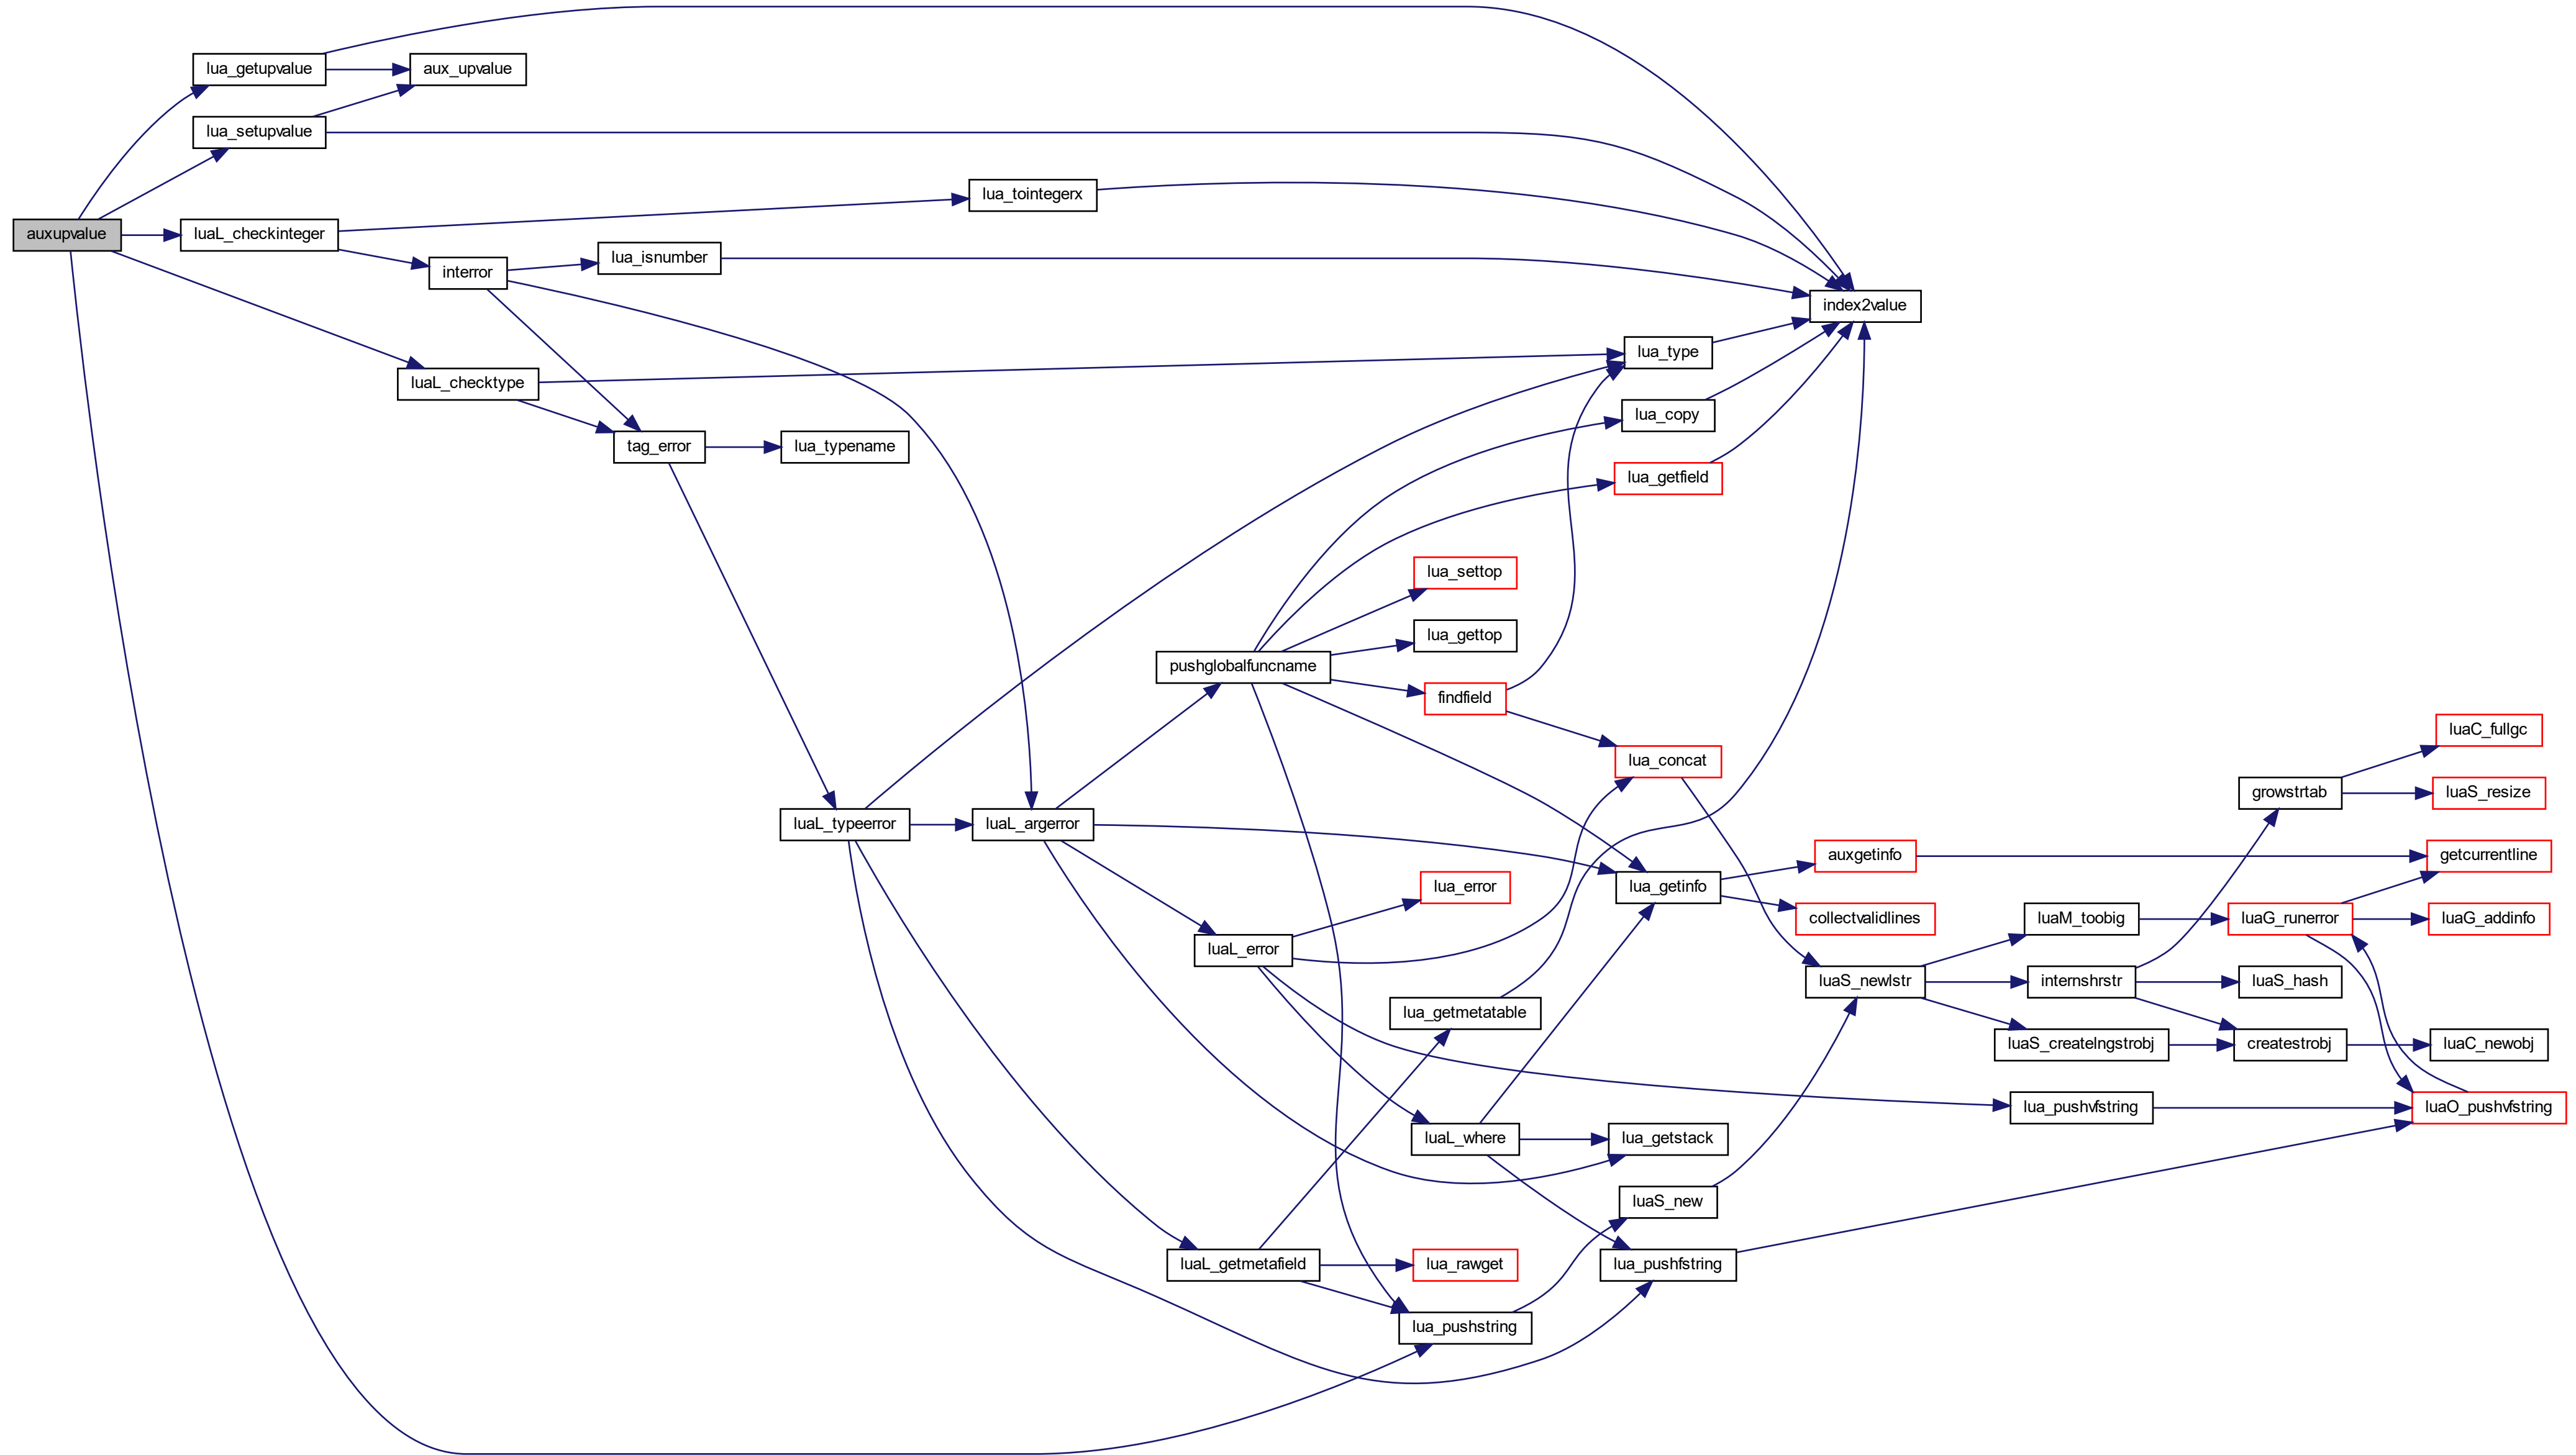 lua_getupvalue
aux_upvalue
lua_setupvalue
lua_tointegerx
auxupvalue
luaL_checkinteger
lua_isnumber
interror
index2value
lua_type
luaL_checktype
lua_copy
tag_error
lua_typename
lua_getfield
lua_settop
lua_gettop
pushglobalfuncname
findfield
luaC_fullgc
lua_concat
growstrtab
luaS_resize
luaL_typeerror
luaL_argerror
auxgetinfo
getcurrentline
lua_error
lua_getinfo
collectvalidlines
luaM_toobig
luaG_runerror
luaG_addinfo
luaL_error
luaS_newlstr
internshrstr
luaS_hash
lua_getmetatable
luaS_createlngstrobj
createstrobj
luaC_newobj
lua_pushvfstring
luaO_pushvfstring
luaL_where
lua_getstack
luaS_new
luaL_getmetafield
lua_rawget
lua_pushfstring
lua_pushstring